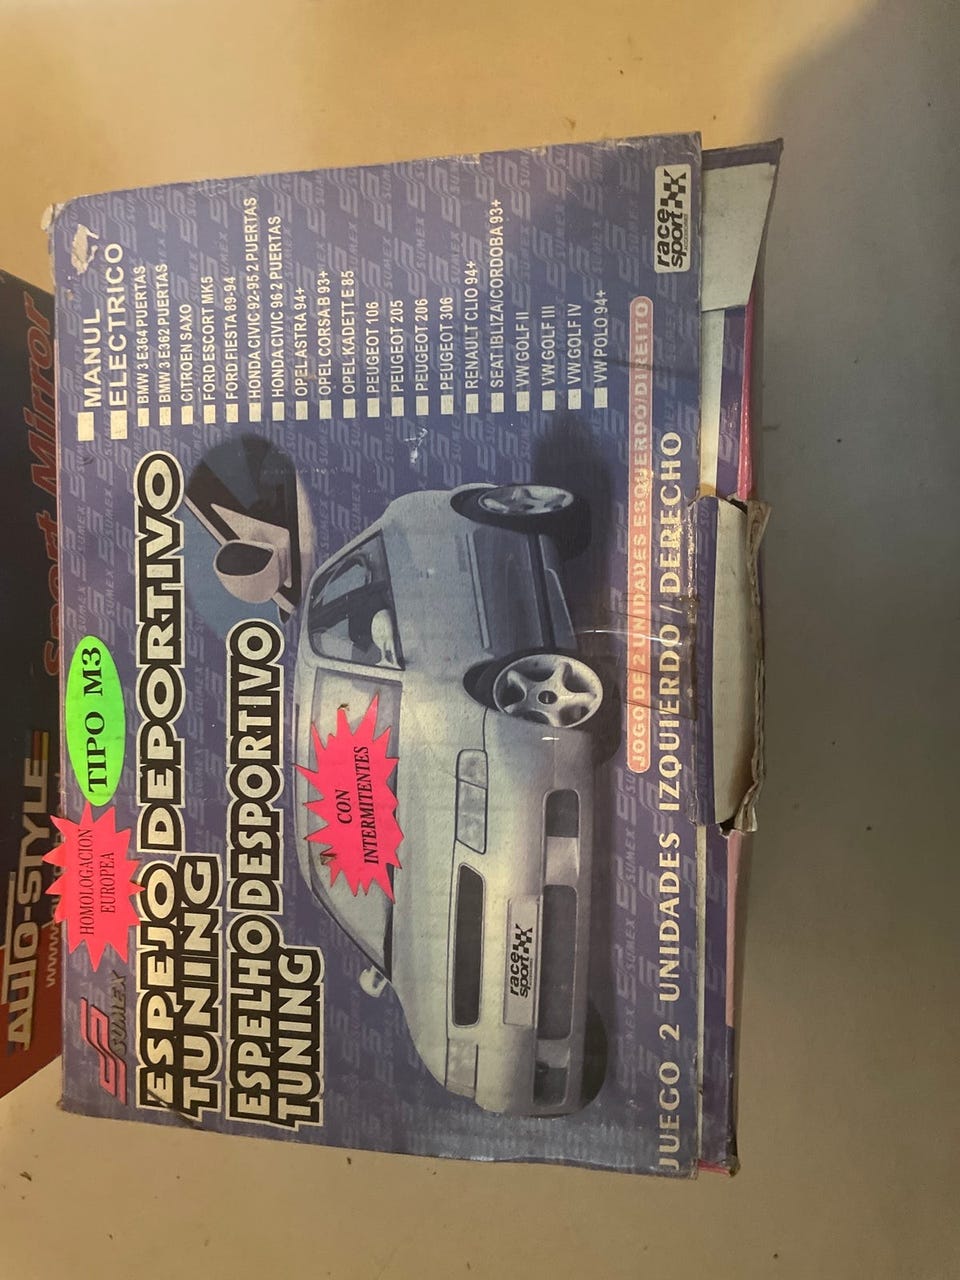 AUTO-STYLE
Sport Mirror
SUMEX
HOMOLOGACION
EUROPEA
TIPO M3
ESPEJO DEPORTIVO
TUNING
ESPELHO DESPORTIVO
TUNING
CON
INTERMITENTES
race
sport
MANUL
ELECTRICO
BMW 3 E364 PUERTAS
BMW 3 E362 PUERTAS
CITROEN SAXO
FORD ESCORT MK5
FORD FIESTA 89-94
HONDA CIVIC 92-95 2 PUERTAS
HONDA CIVIC 96 2 PUERTAS
OPEL ASTRA 94+
OPEL CORSA B 93+
OPEL KADETT E 85
PEUGEOT 106
PEUGEOT 205
PEUGEOT 206
PEUGEOT 306
RENAULT CLIO 94+
SEAT IBLIZA/CORDOBA 93+
VW GOLF II
VW GOLF III
VW GOLF IV
VW POLO 94+
JOGO DE 2 UNIDADES ESQUERDO/DIREITO
JUEGO 2 UNIDADES IZQUIERDO / DERECHO
race
sport